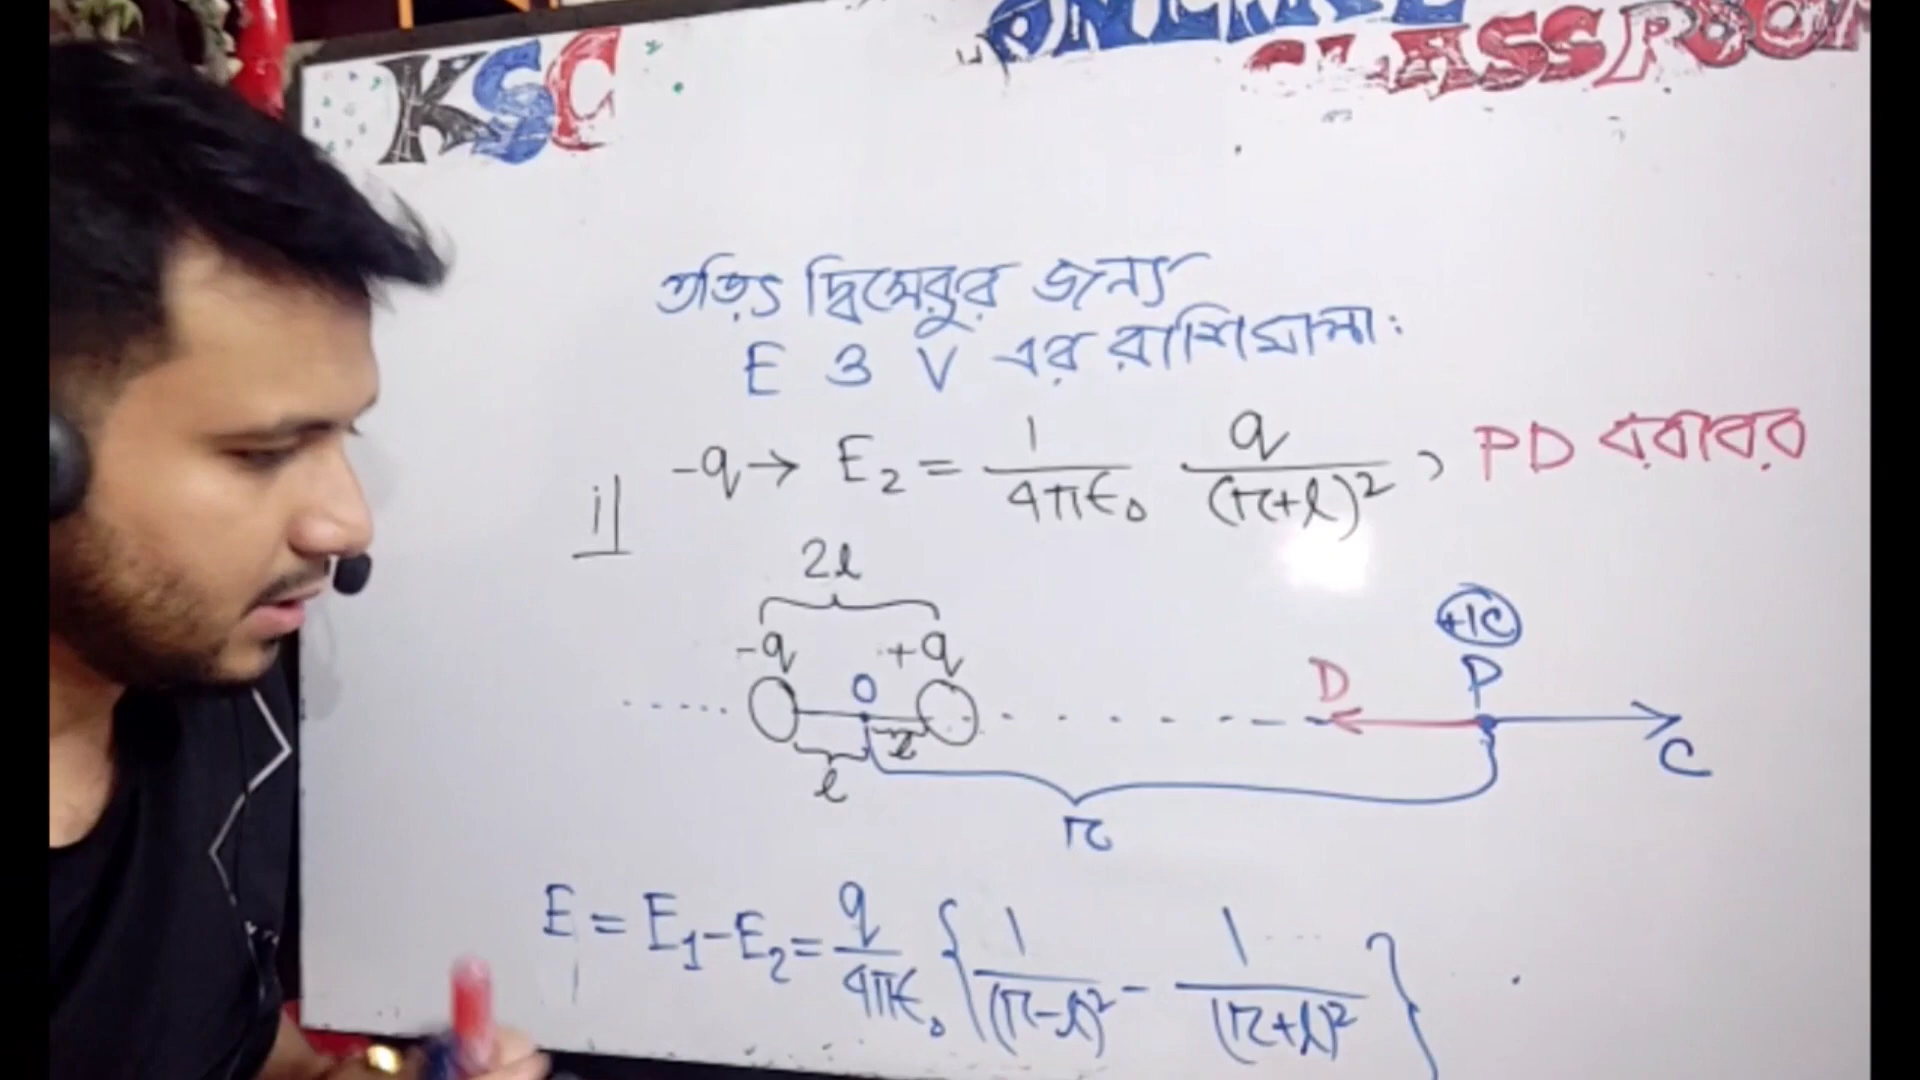 KSC
ONLINE
CLASSROOM
তড়িৎ দ্বিমেরুর জন্য
E ও V এর রাশিমালা:
i) -q → E₂ = 1/4πϵ₀ q/(r+l)², PD বরাবর
2l
-q +q
O
l l
D P C
+1C
r
E = E₁-E₂ = q/4πϵ₀ {1/(r-l)² - 1/(r+l)²}